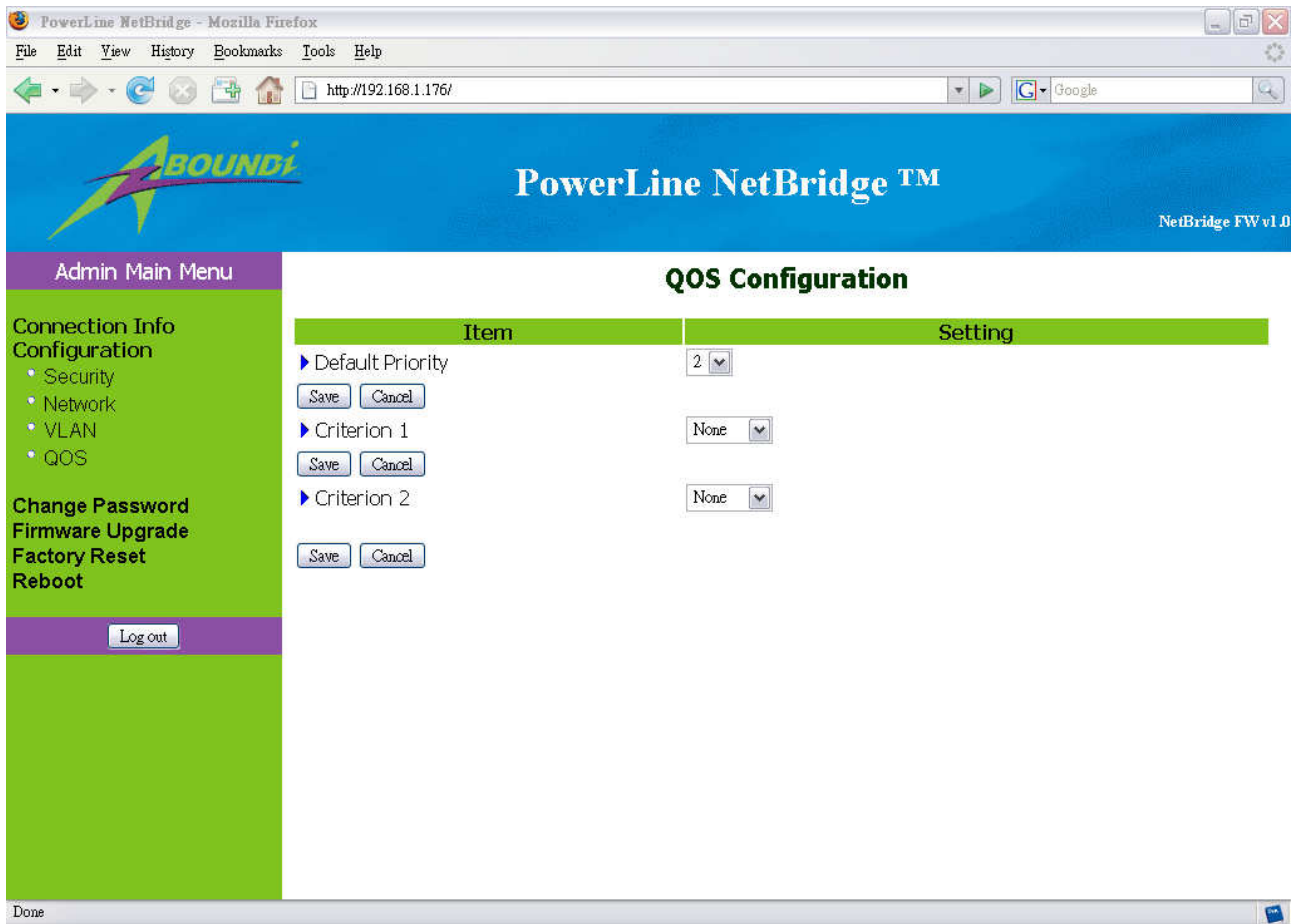 PowerLine NetBridge - Mozilla Firefox
File Edit View History Bookmarks Tools Help
http://192.168.1.176/
G Google
ABOUNDi
PowerLine NetBridge ™
NetBridge FW v1.0
Admin Main Menu
Connection Info
Configuration
Security
Network
VLAN
QOS
Change Password
Firmware Upgrade
Factory Reset
Reboot
Log out
QOS Configuration
Item Setting
Default Priority 2
Save Cancel
Criterion 1 None
Save Cancel
Criterion 2 None
Save Cancel
Done